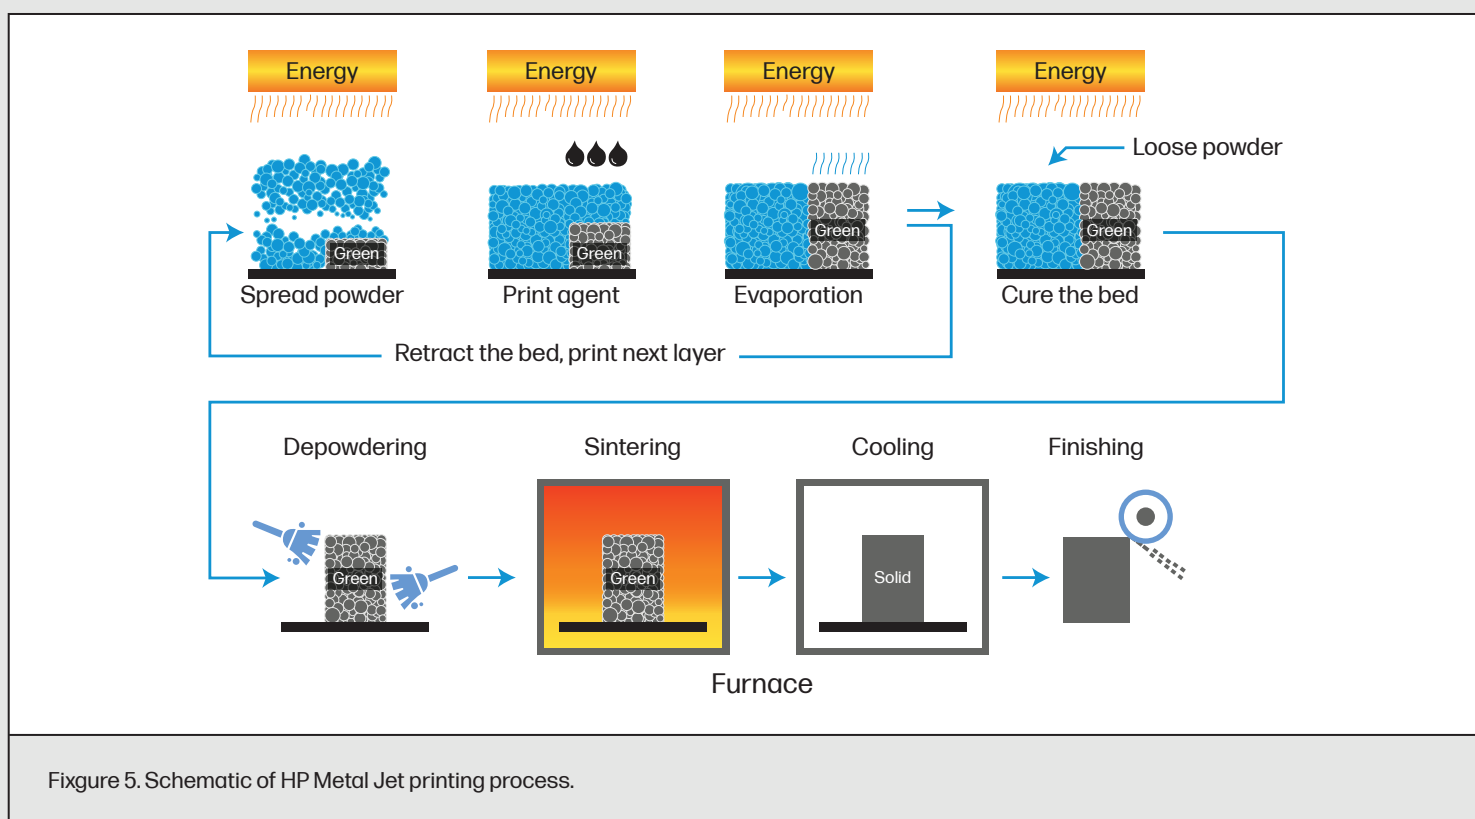 Energy
Energy
Energy
Energy
Loose powder
Green
Green
Green
Green
Spread powder
Print agent
Evaporation
Cure the bed
Retract the bed, print next layer
Depowdering
Sintering
Cooling
Finishing
Green
Green
Solid
Furnace
Fixgure 5. Schematic of HP Metal Jet printing process.